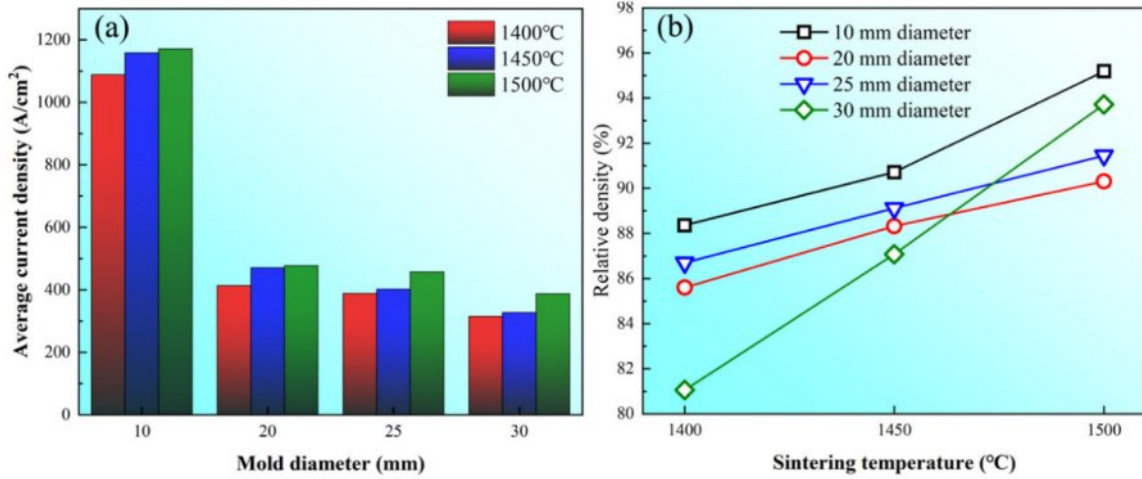 (a)
1400℃
1450℃
1500℃
Average current density (A/cm²)
1200
1000
800
600
400
200
0
10
20
25
30
Mold diameter (mm)
(b)
10 mm diameter
20 mm diameter
25 mm diameter
30 mm diameter
Relative density (%)
98
96
94
92
90
88
86
84
82
80
1400
1450
1500
Sintering temperature (℃)